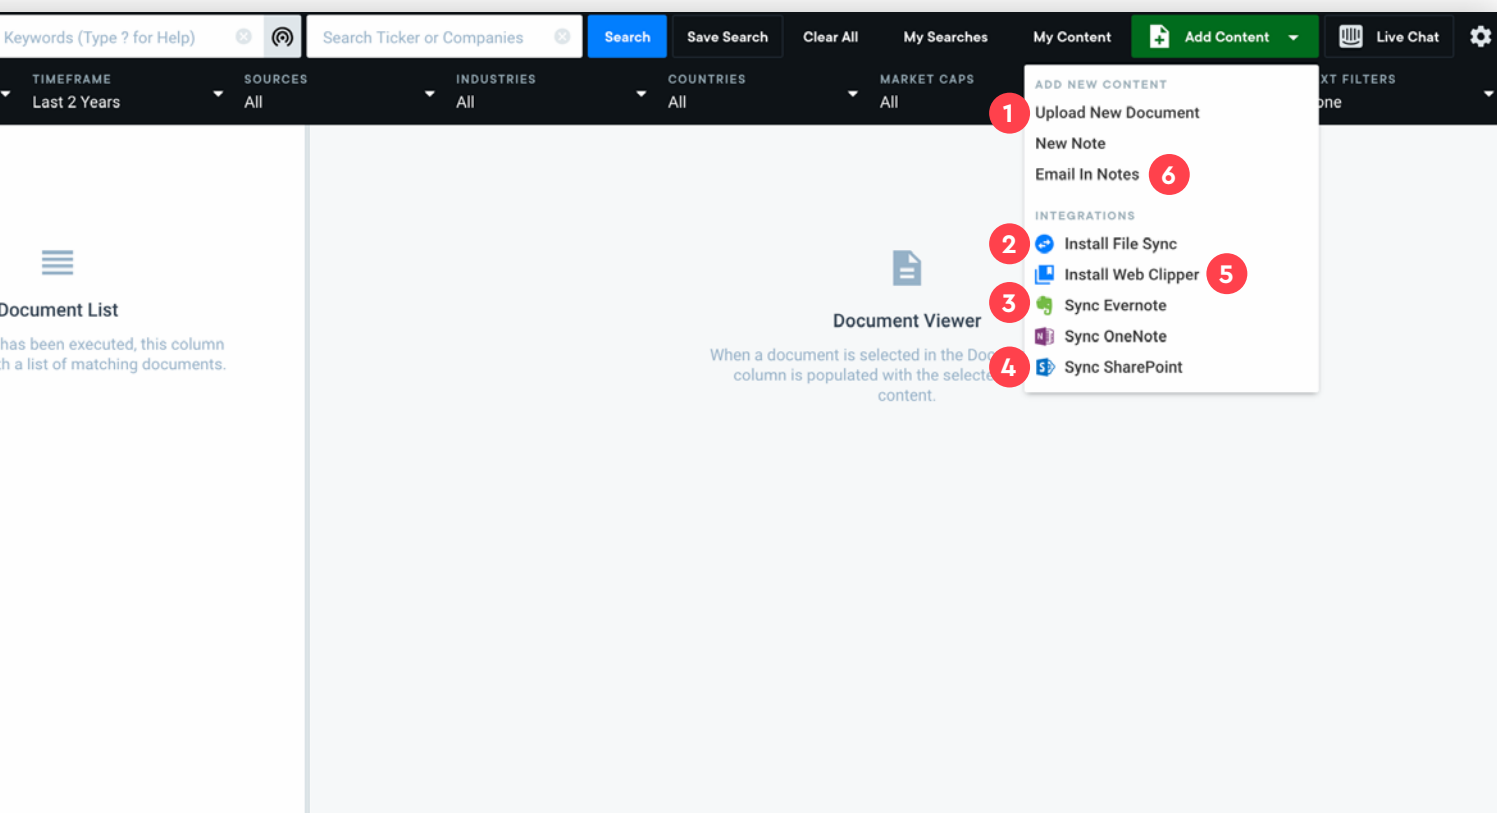 Keywords (Type ? for Help)
Search Ticker or Companies
Search
Save Search
Clear All
My Searches
My Content
Add Content
Live Chat
TIMEFRAME
Last 2 Years
SOURCES
All
INDUSTRIES
All
COUNTRIES
All
MARKET CAPS
All
XT FILTERS
one
ADD NEW CONTENT
1 Upload New Document
New Note
Email In Notes 6
INTEGRATIONS
2 Install File Sync
Install Web Clipper 5
3 Sync Evernote
Sync OneNote
4 Sync SharePoint
Document List
has been executed, this column
h a list of matching documents.
Document Viewer
When a document is selected in the Doc
column is populated with the selecte
content.